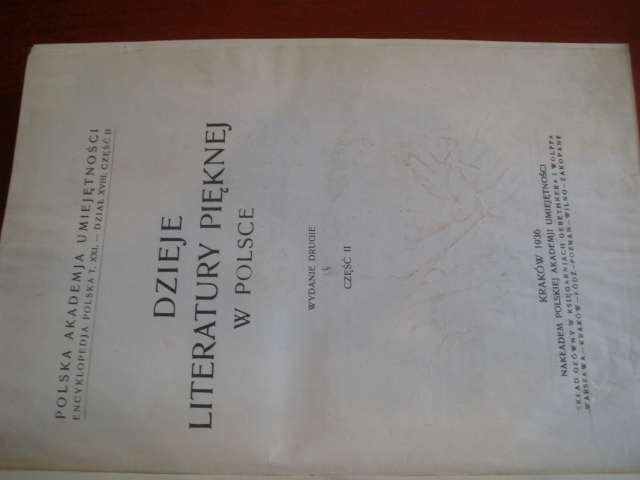 POLSKA AKADEMJA UMIEJĘTNOŚCI
ENCYKLOPEDJA POLSKA T. XXI. — DZIAŁ XVIII, CZĘŚĆ II
DZIEJE
LITERATURY PIĘKNEJ
W POLSCE
WYDANIE DRUGIE
CZĘŚĆ II
KRAKÓW 1936
NAKŁADEM POLSKIEJ AKADEMJI UMIEJĘTNOŚCI
SKŁAD GŁÓWNY W KSIĘGARNIACH GEBETHNERA I WOLFFA
WARSZAWA—KRAKÓW—ŁÓDŹ—POZNAŃ—WILNO—ZAKOPANE